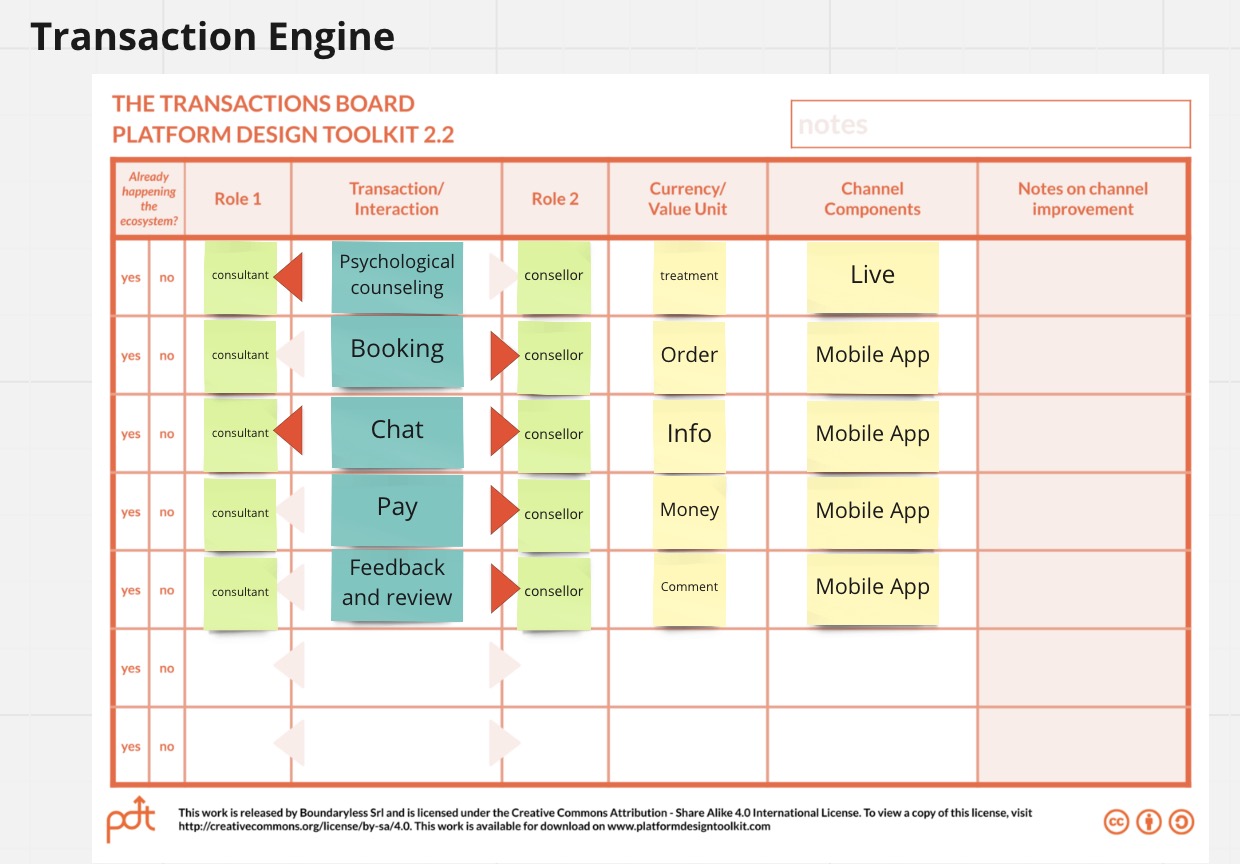 Transaction Engine
THE TRANSACTIONS BOARD
PLATFORM DESIGN TOOLKIT 2.2
notes
Already
happening
the
ecosystem?
Role 1
Transaction/
Interaction
Role 2
Currency/
Value Unit
Channel
Components
Notes on channel
improvement
yes no consultant Psychological
counseling consellor treatment Live
yes no consultant Booking consellor Order Mobile App
yes no consultant Chat consellor Info Mobile App
yes no consultant Pay consellor Money Mobile App
yes no consultant Feedback
and review consellor Comment Mobile App
yes no
yes no
pdt
This work is released by Boundaryless Srl and is licensed under the Creative Commons Attribution - Share Alike 4.0 International License. To view a copy of this license, visit
http://creativecommons.org/license/by-sa/4.0. This work is available for download on www.platformdesigntoolkit.com
cc